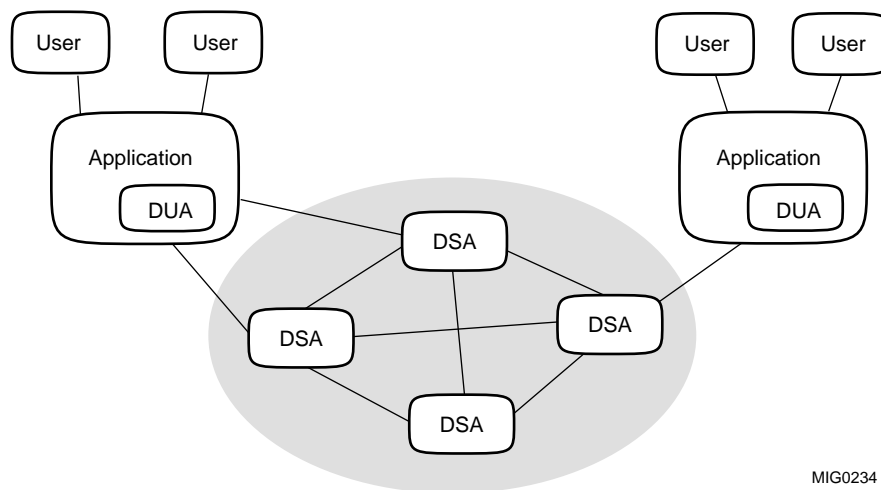 User
User
User
User
Application
Application
DUA
DUA
DSA
DSA
DSA
DSA
MIG0234